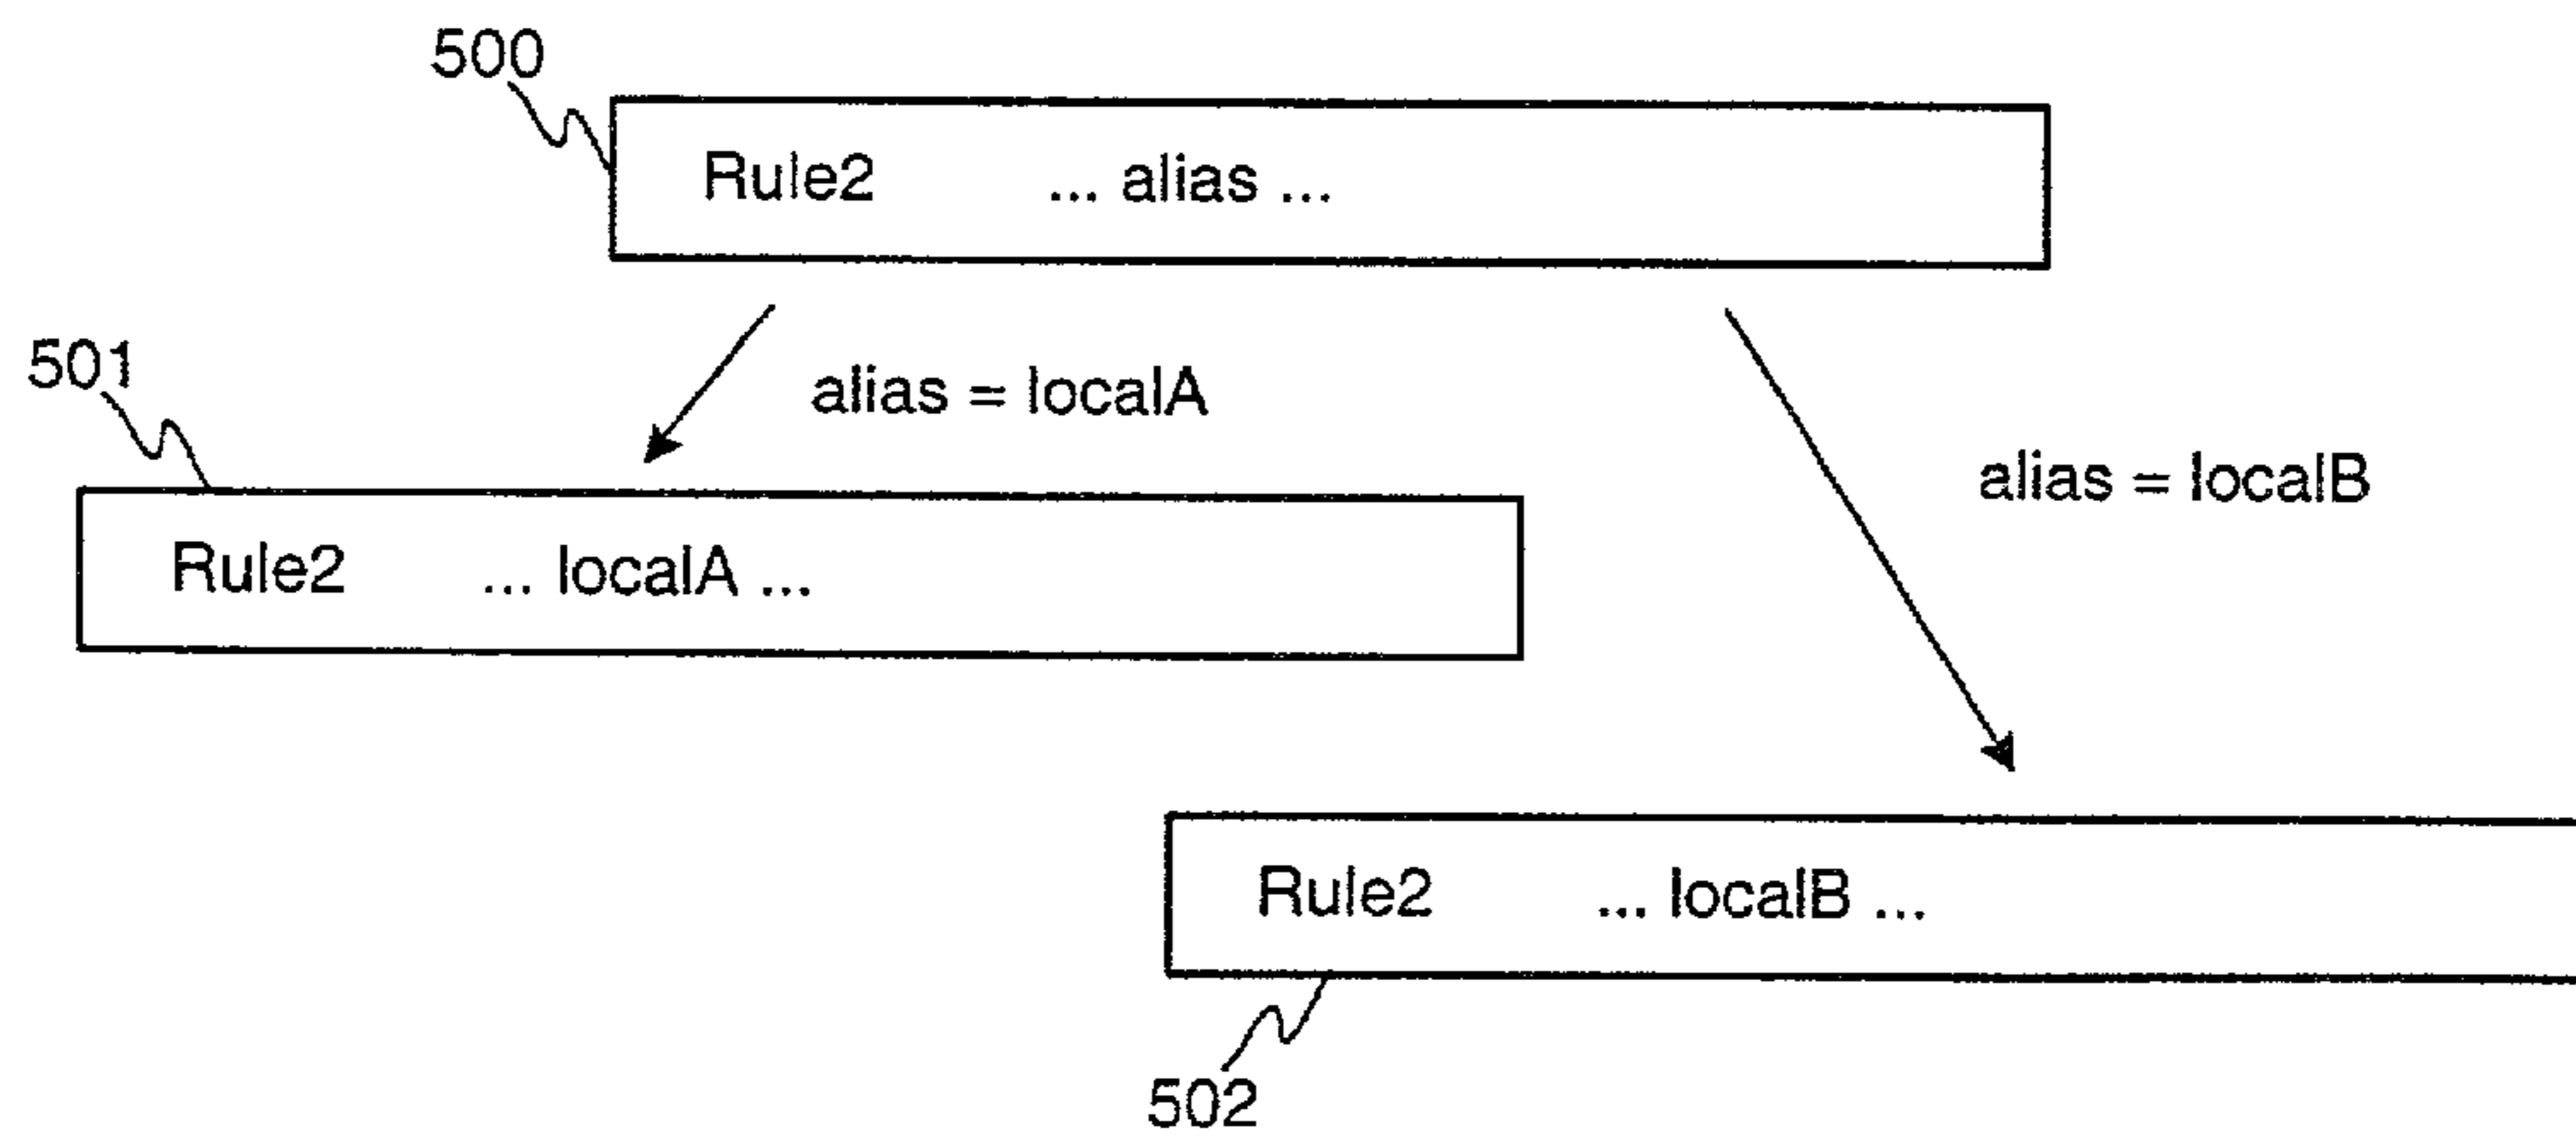 500
Rule2 ... alias ...
501
alias = localA
alias = localB
Rule2 ... localA ...
Rule2 ... localB ...
502